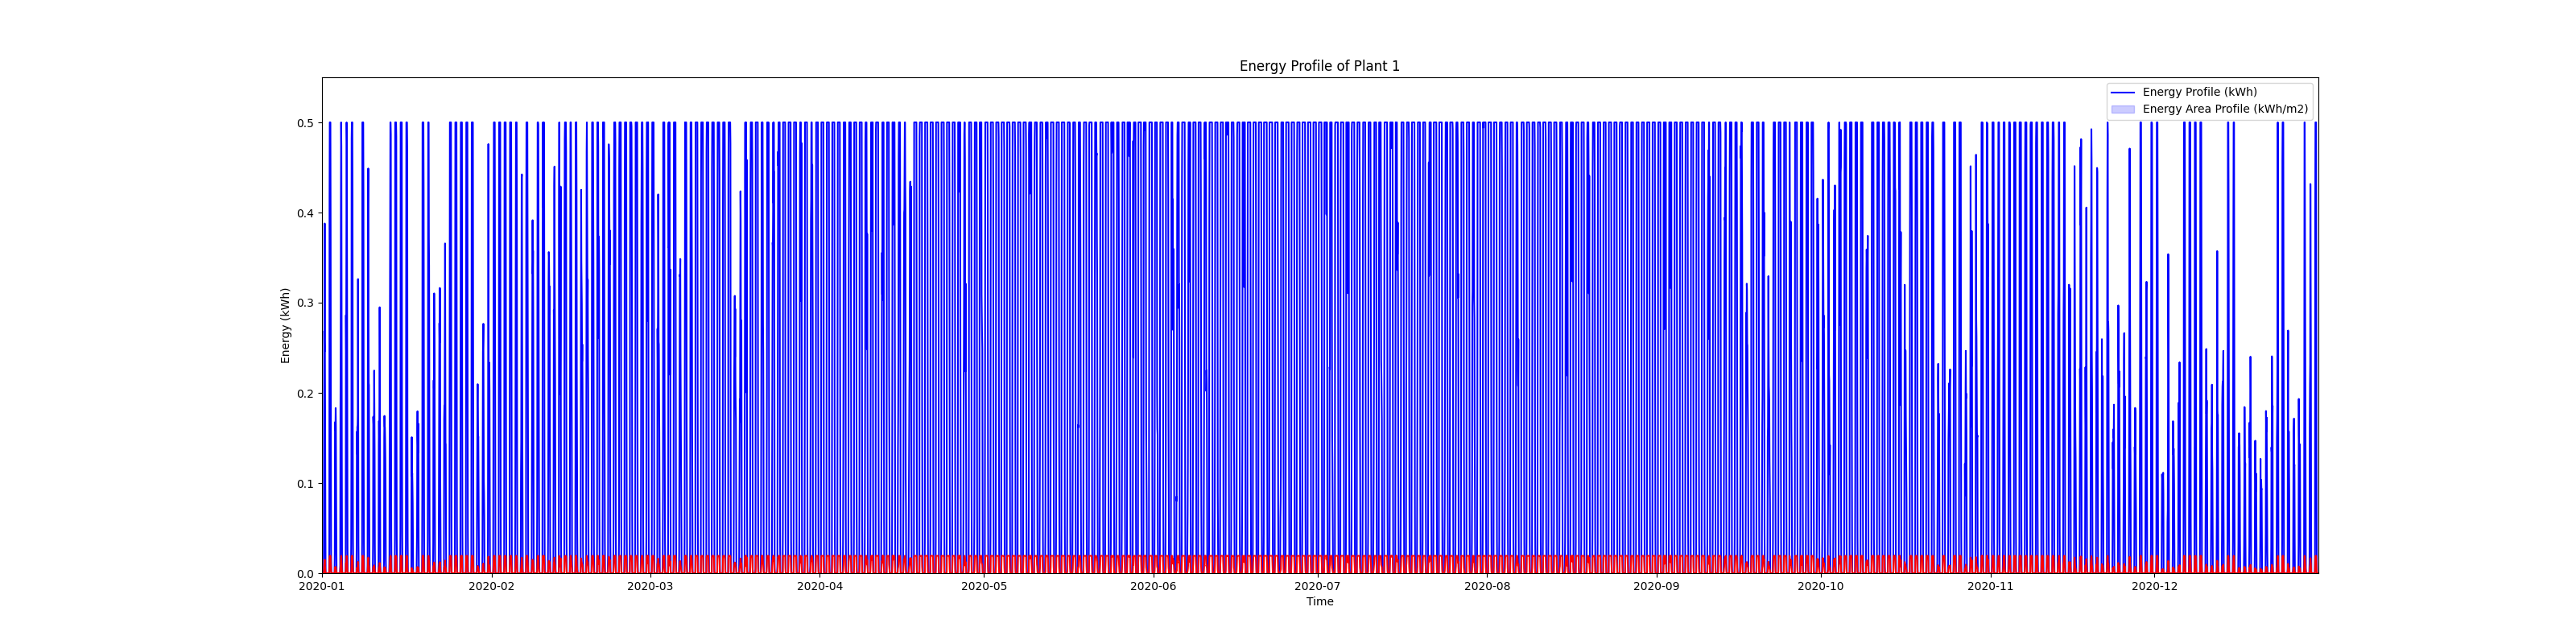 Energy Profile of Plant 1
Energy Profile (kWh)
Energy Area Profile (kWh/m2)
Energy (kWh)
0.5
0.4
0.3
0.2
0.1
0.0
2020-01 2020-02 2020-03 2020-04 2020-05 2020-06 2020-07 2020-08 2020-09 2020-10 2020-11 2020-12
Time